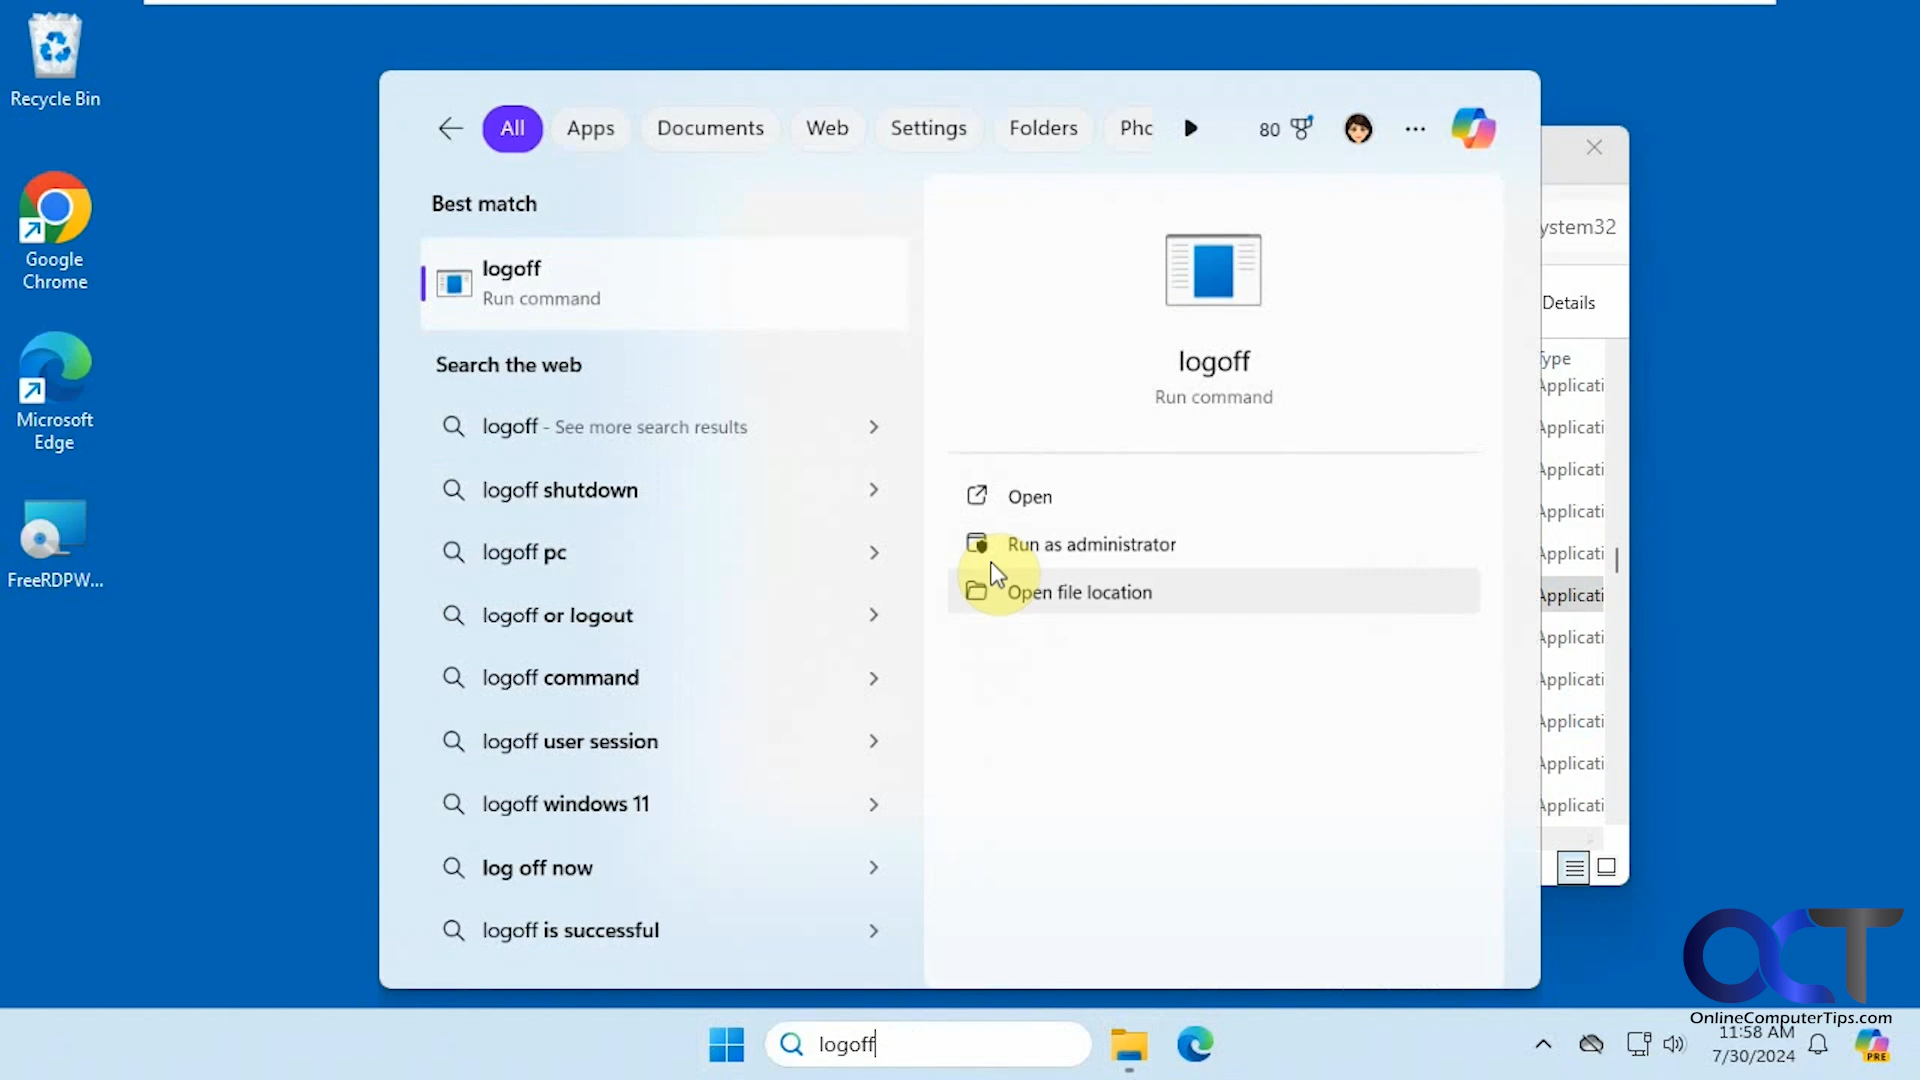 Recycle Bin
Google
Chrome
Microsoft
Edge
FreeRDPW...
All
Apps
Documents
Web
Settings
Folders
Phc
80
Best match
logoff
Run command
Search the web
logoff - See more search results
logoff shutdown
logoff pc
logoff or logout
logoff command
logoff user session
logoff windows 11
log off now
logoff is successful
logoff
Run command
Open
Run as administrator
Open file location
ystem32
Details
Type
Applicati
Applicati
Applicati
Applicati
Applicati
Applicati
Applicati
Applicati
Applicati
Applicati
Applicati
OCT
OnlineComputerTips.com
logoff
11:58 AM
7/30/2024
PRE